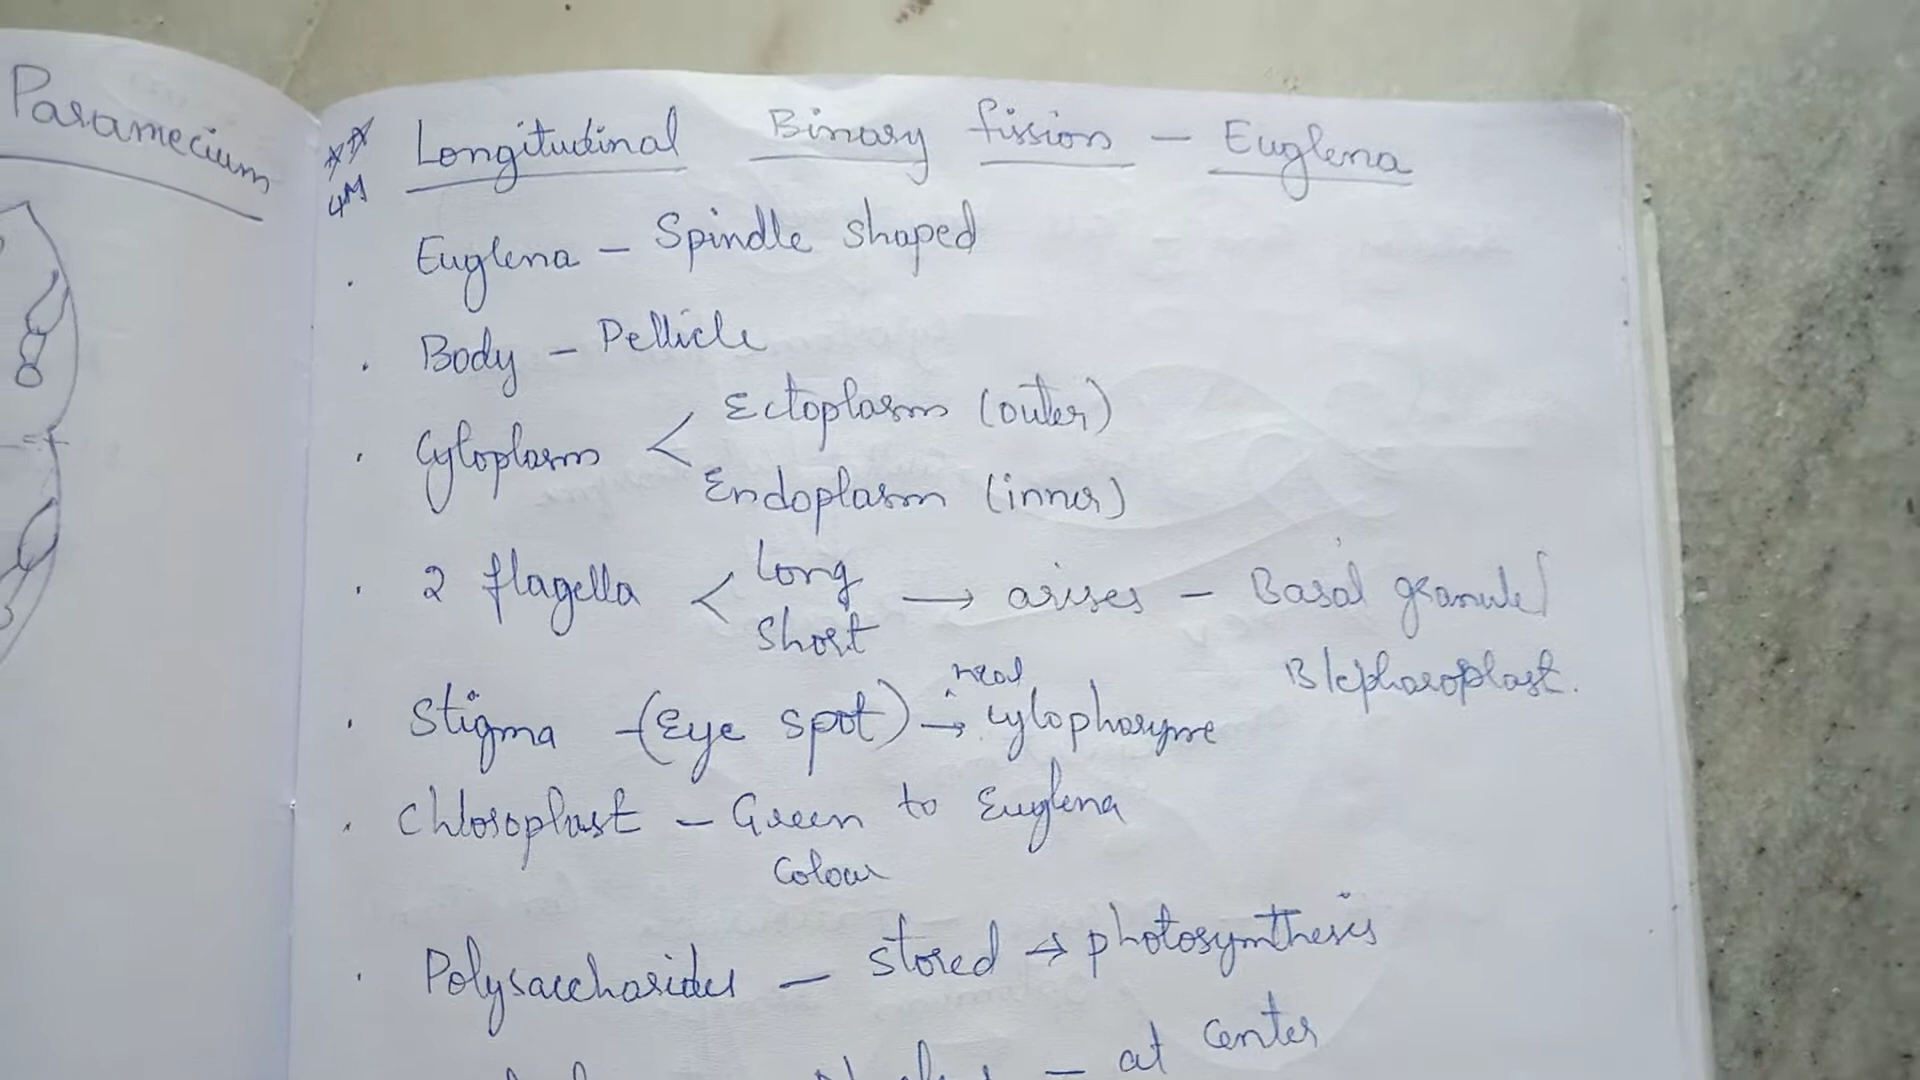 Paramecium
** Longitudinal Binary fission – Euglena
4M
. Euglena – Spindle shaped
. Body – Pellicle
. Cytoplasm < Ectoplasm (outer)
Endoplasm (inner)
. 2 flagella < Long → arises – Basal granule/
Short
Blepharoplast.
near
. Stigma – (Eye spot) → cytopharynx
. Chloroplast – Green to Euglena
Colour
. Polysaccharides – stored → photosynthesis
– at center